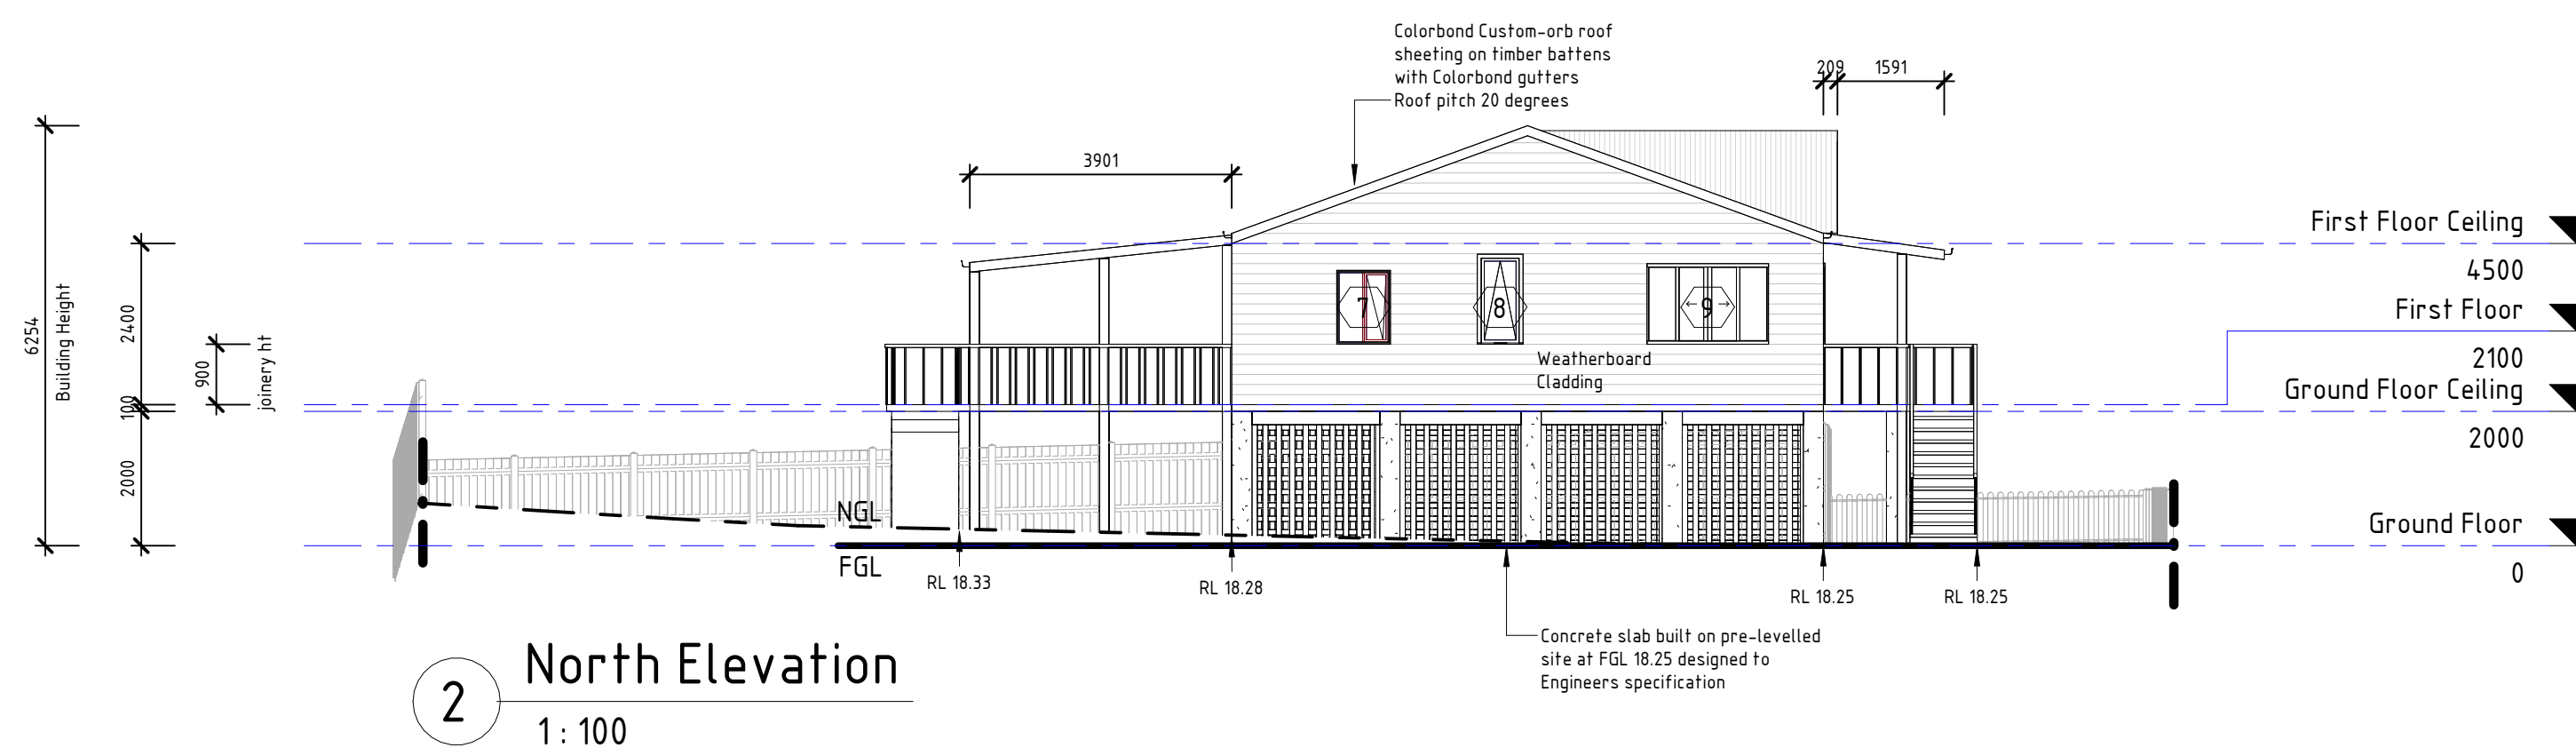 Colorbond Custom-orb roof
sheeting on timber battens
with Colorbond gutters
Roof pitch 20 degrees
209
1591
3901
6254
Building Height
2400
100
2000
900
joinery ht
7
8
9
Weatherboard
Cladding
First Floor Ceiling
4500
First Floor
2100
Ground Floor Ceiling
2000
Ground Floor
0
NGL
FGL
RL 18.33
RL 18.28
RL 18.25
RL 18.25
Concrete slab built on pre-levelled
site at FGL 18.25 designed to
Engineers specification
2
North Elevation
1 : 100